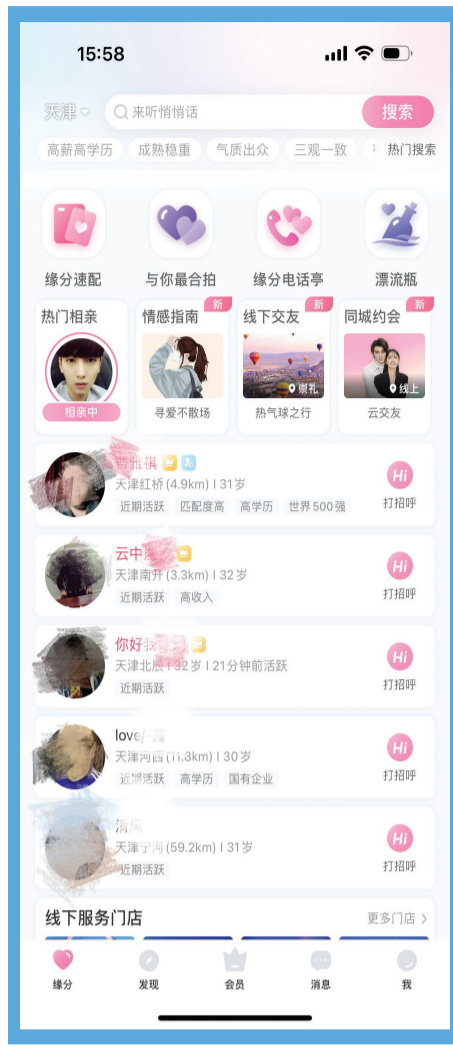 15:58
天津
来听悄悄话
搜索
高薪高学历 成熟稳重 气质出众 三观一致 热门搜索
缘分速配 与你最合拍 缘分电话亭 漂流瓶
热门相亲 情感指南 新 线下交友 新 同城约会 新
崇礼 线上
相亲中 寻爱不散场 热气球之行 云交友
雅祺
天津红桥(4.9km) | 31岁
近期活跃 匹配度高 高学历 世界500强
Hi
打招呼
云中
天津南开(3.3km) | 32岁
近期活跃 高收入
Hi
打招呼
你好我
天津北辰 | 32岁 | 21分钟前活跃
近期活跃
Hi
打招呼
love/
天津河西(11.8km) | 30岁
近期活跃 高学历 国有企业
Hi
打招呼
清风
天津宁河(59.2km) | 31岁
近期活跃
Hi
打招呼
线下服务门店 更多门店 >
缘分 发现 会员 消息 我